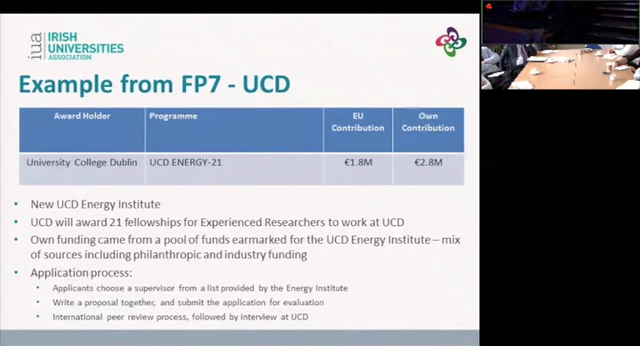 iua
IRISH
UNIVERSITIES
ASSOCIATION
Example from FP7 - UCD
Award Holder
Programme
EU
Contribution
Own
Contribution
University College Dublin
UCD ENERGY-21
€1.8M
€2.8M
• New UCD Energy Institute
• UCD will award 21 fellowships for Experienced Researchers to work at UCD
• Own funding came from a pool of funds earmarked for the UCD Energy Institute – mix
of sources including philanthropic and industry funding
• Application process:
• Applicants choose a supervisor from a list provided by the Energy Institute
• Write a proposal together, and submit the application for evaluation
• International peer review process, followed by interview at UCD